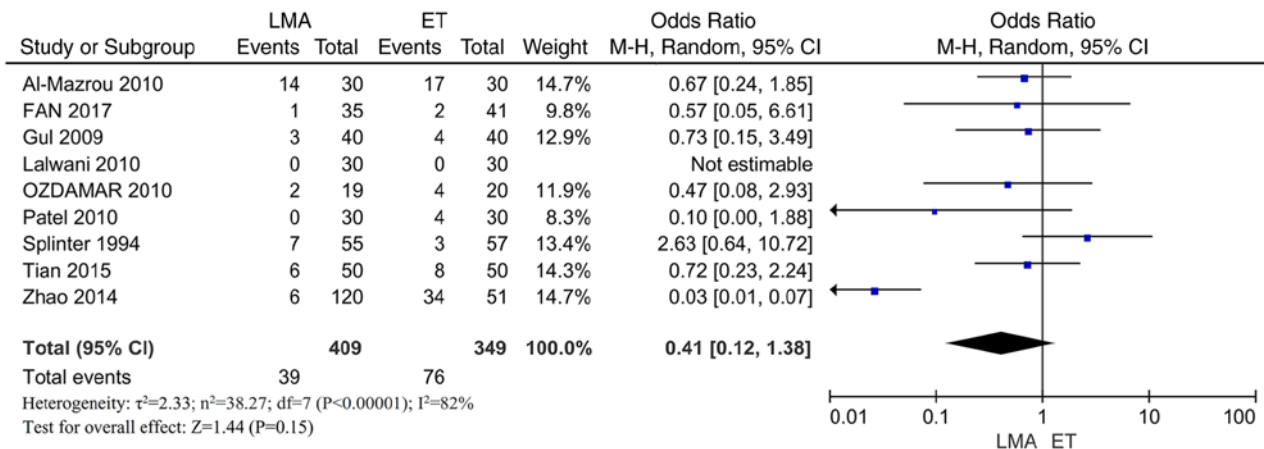 LMA ET Odds Ratio Odds Ratio
Study or Subgroup Events Total Events Total Weight M-H, Random, 95% CI M-H, Random, 95% CI
Al-Mazrou 2010 14 30 17 30 14.7% 0.67 [0.24, 1.85]
FAN 2017 1 35 2 41 9.8% 0.57 [0.05, 6.61]
Gul 2009 3 40 4 40 12.9% 0.73 [0.15, 3.49]
Lalwani 2010 0 30 0 30 Not estimable
OZDAMAR 2010 2 19 4 20 11.9% 0.47 [0.08, 2.93]
Patel 2010 0 30 4 30 8.3% 0.10 [0.00, 1.88]
Splinter 1994 7 55 3 57 13.4% 2.63 [0.64, 10.72]
Tian 2015 6 50 8 50 14.3% 0.72 [0.23, 2.24]
Zhao 2014 6 120 34 51 14.7% 0.03 [0.01, 0.07]
Total (95% CI) 409 349 100.0% 0.41 [0.12, 1.38]
Total events 39 76
Heterogeneity: τ²=2.33; n²=38.27; df=7 (P<0.00001); I²=82%
Test for overall effect: Z=1.44 (P=0.15)
0.01 0.1 1 10 100
LMA ET